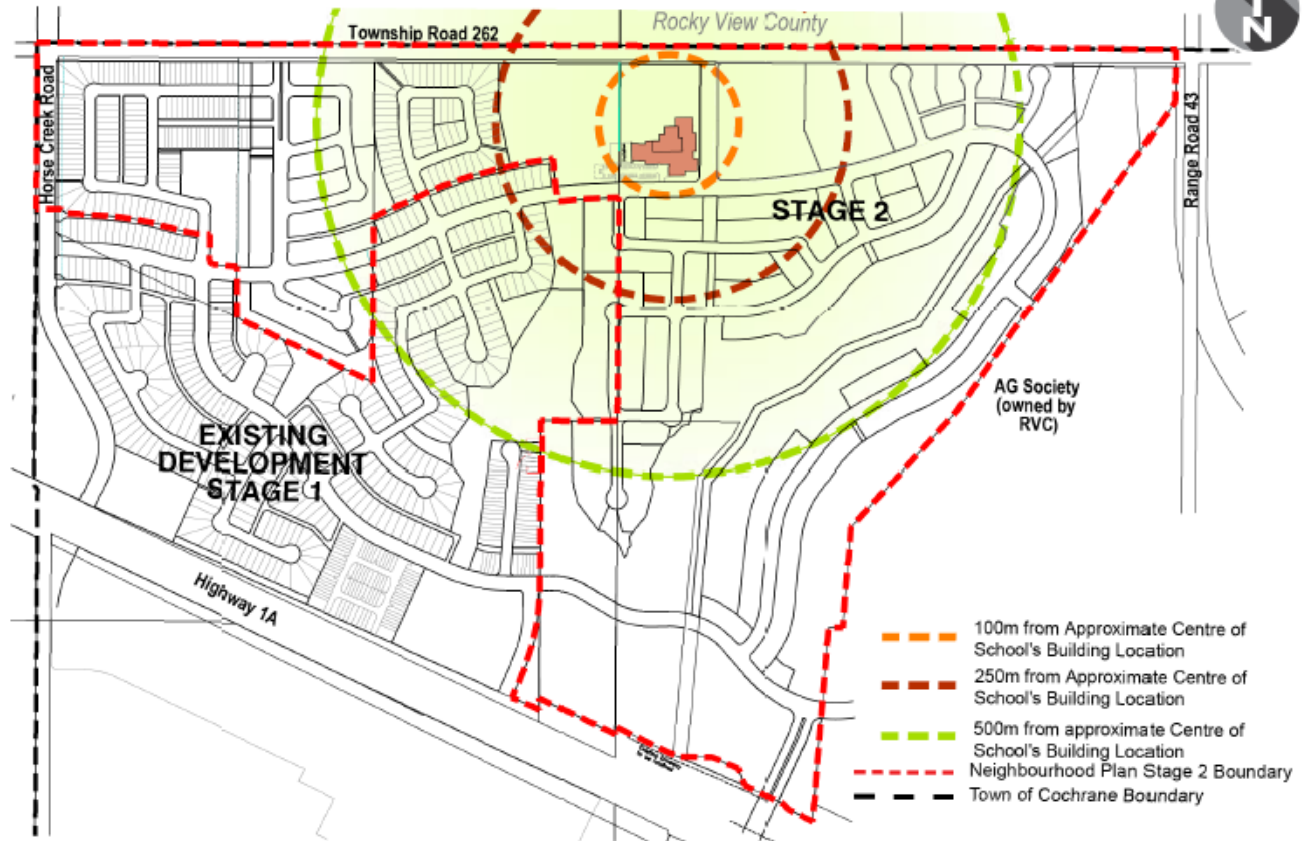 Rocky View County
N
Township Road 262
Horse Creek Road
Range Road 43
STAGE 2
AG Society
(owned by
RVC)
EXISTING
DEVELOPMENT
STAGE 1
Highway 1A
100m from Approximate Centre of
School's Building Location
250m from Approximate Centre of
School's Building Location
500m from approximate Centre of
School's Building Location
Neighbourhood Plan Stage 2 Boundary
Town of Cochrane Boundary